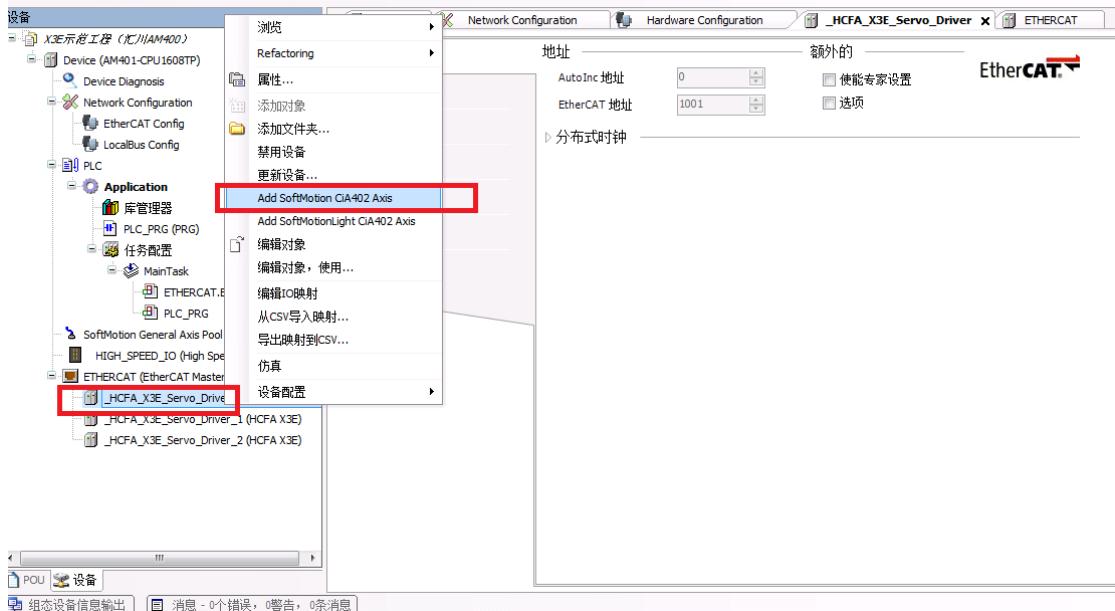 设备
X3E示范工程（汇川AM400）
Device (AM401-CPU1608TP)
Device Diagnosis
Network Configuration
EtherCAT Config
LocalBus Config
PLC
Application
库管理器
PLC_PRG (PRG)
任务配置
MainTask
ETHERCAT.E
PLC_PRG
SoftMotion General Axis Pool
HIGH_SPEED_IO (High Spe
ETHERCAT (EtherCAT Master
_HCFA_X3E_Servo_Drive
_HCFA_X3E_Servo_Driver_1 (HCFA X3E)
_HCFA_X3E_Servo_Driver_2 (HCFA X3E)
POU 设备
组态设备信息输出 消息 - 0个错误，0警告，0条消息
浏览
Refactoring
属性...
添加对象
添加文件夹...
禁用设备
更新设备...
Add SoftMotion CiA402 Axis
Add SoftMotionLight CiA402 Axis
编辑对象
编辑对象，使用...
编辑IO映射
从CSV导入映射...
导出映射到CSV...
仿真
设备配置
Network Configuration Hardware Configuration _HCFA_X3E_Servo_Driver ETHERCAT
地址 额外的
AutoInc 地址 0 使能专家设置
EtherCAT 地址 1001 选项
EtherCAT.
分布式时钟